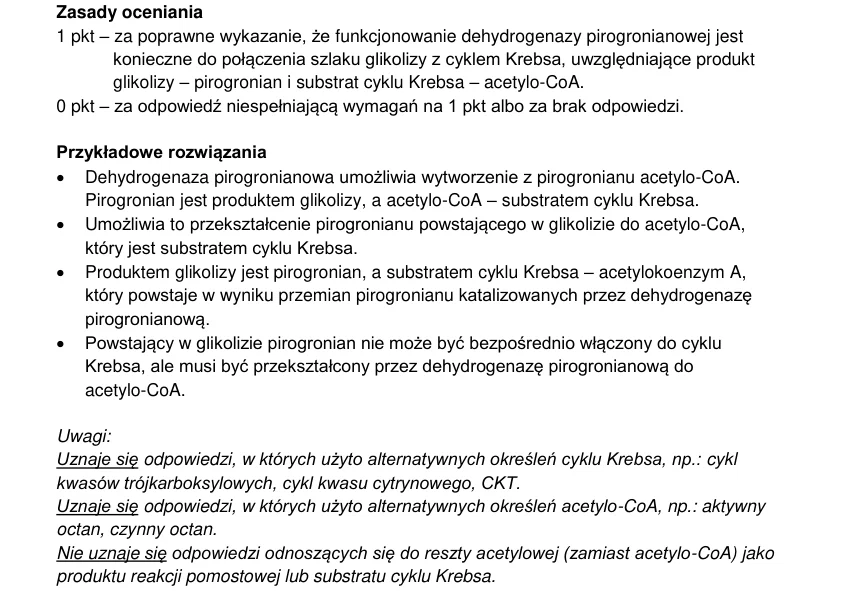 Zasady oceniania
1 pkt – za poprawne wykazanie, że funkcjonowanie dehydrogenazy pirogronianowej jest
konieczne do połączenia szlaku glikolizy z cyklem Krebsa, uwzględniające produkt
glikolizy – pirogronian i substrat cyklu Krebsa – acetylo-CoA.
0 pkt – za odpowiedź niespełniającą wymagań na 1 pkt albo za brak odpowiedzi.
Przykładowe rozwiązania
• Dehydrogenaza pirogronianowa umożliwia wytworzenie z pirogronianu acetylo-CoA.
Pirogronian jest produktem glikolizy, a acetylo-CoA – substratem cyklu Krebsa.
• Umożliwia to przekształcenie pirogronianu powstającego w glikolizie do acetylo-CoA,
który jest substratem cyklu Krebsa.
• Produktem glikolizy jest pirogronian, a substratem cyklu Krebsa – acetylokoenzym A,
który powstaje w wyniku przemian pirogronianu katalizowanych przez dehydrogenazę
pirogronianową.
• Powstający w glikolizie pirogronian nie może być bezpośrednio włączony do cyklu
Krebsa, ale musi być przekształcony przez dehydrogenazę pirogronianową do
acetylo-CoA.
Uwagi:
Uznaje się odpowiedzi, w których użyto alternatywnych określeń cyklu Krebsa, np.: cykl
kwasów trójkarboksylowych, cykl kwasu cytrynowego, CKT.
Uznaje się odpowiedzi, w których użyto alternatywnych określeń acetylo-CoA, np.: aktywny
octan, czynny octan.
Nie uznaje się odpowiedzi odnoszących się do reszty acetylowej (zamiast acetylo-CoA) jako
produktu reakcji pomostowej lub substratu cyklu Krebsa.